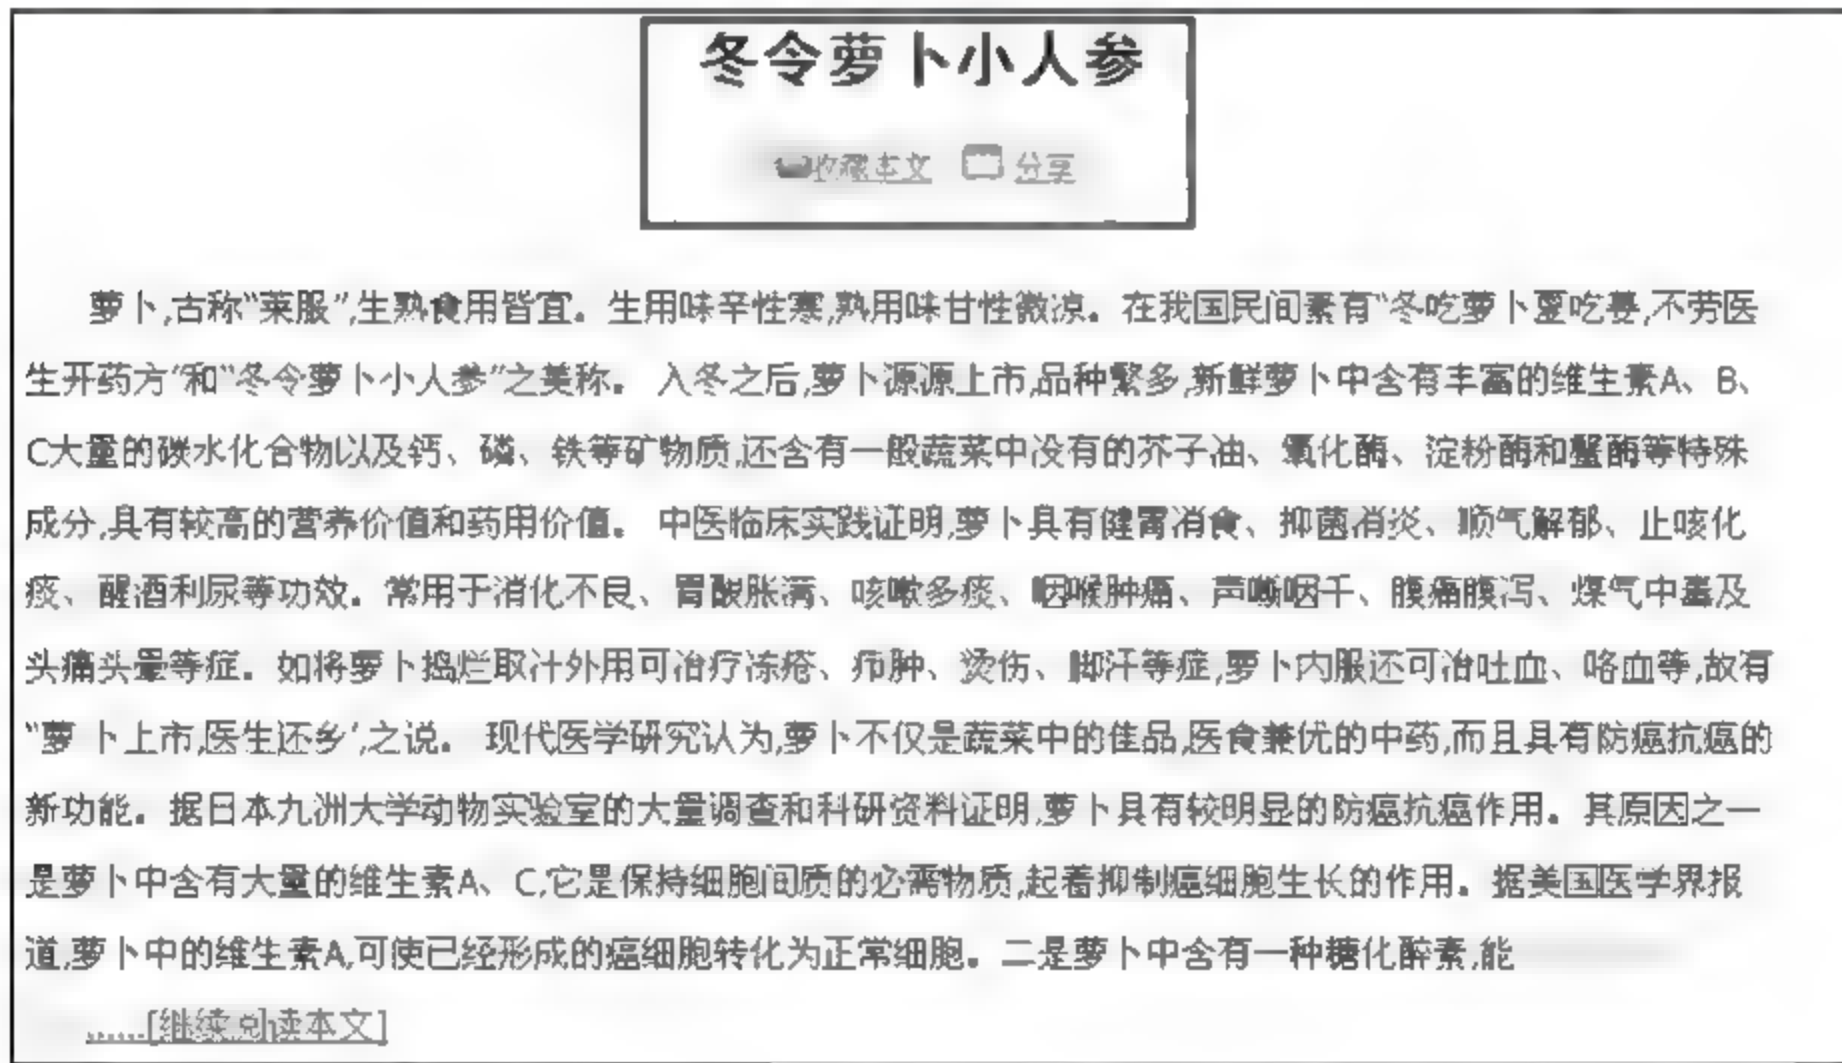 冬令萝卜小人参
收藏本文 分享
萝卜,古称"莱服",生熟食用皆宜。生用味辛性寒,熟用味甘性微凉。在我国民间素有"冬吃萝卜夏吃姜,不劳医
生开药方"和"冬令萝卜小人参"之美称。 入冬之后,萝卜源源上市,品种繁多,新鲜萝卜中含有丰富的维生素A、B、
C大量的碳水化合物以及钙、磷、铁等矿物质,还含有一般蔬菜中没有的芥子油、氧化酶、淀粉酶和蟹酶等特殊
成分,具有较高的营养价值和药用价值。 中医临床实践证明,萝卜具有健胃消食、抑菌消炎、顺气解郁、止咳化
痰、醒酒利尿等功效。常用于消化不良、胃酸胀满、咳嗽多痰、咽喉肿痛、声嘶咽干、腹痛腹泻、煤气中毒及
头痛头晕等症。如将萝卜捣烂取汁外用可治疗冻疮、疖肿、烫伤、脚汗等症,萝卜内服还可治吐血、咯血等,故有
"萝卜上市,医生还乡',之说。 现代医学研究认为,萝卜不仅是蔬菜中的佳品,医食兼优的中药,而且具有防癌抗癌的
新功能。据日本九洲大学动物实验室的大量调查和科研资料证明,萝卜具有较明显的防癌抗癌作用。其原因之一
是萝卜中含有大量的维生素A、C,它是保持细胞间质的必需物质,起着抑制癌细胞生长的作用。据美国医学界报
道,萝卜中的维生素A,可使已经形成的癌细胞转化为正常细胞。二是萝卜中含有一种糖化酵素,能
......[继续阅读本文]